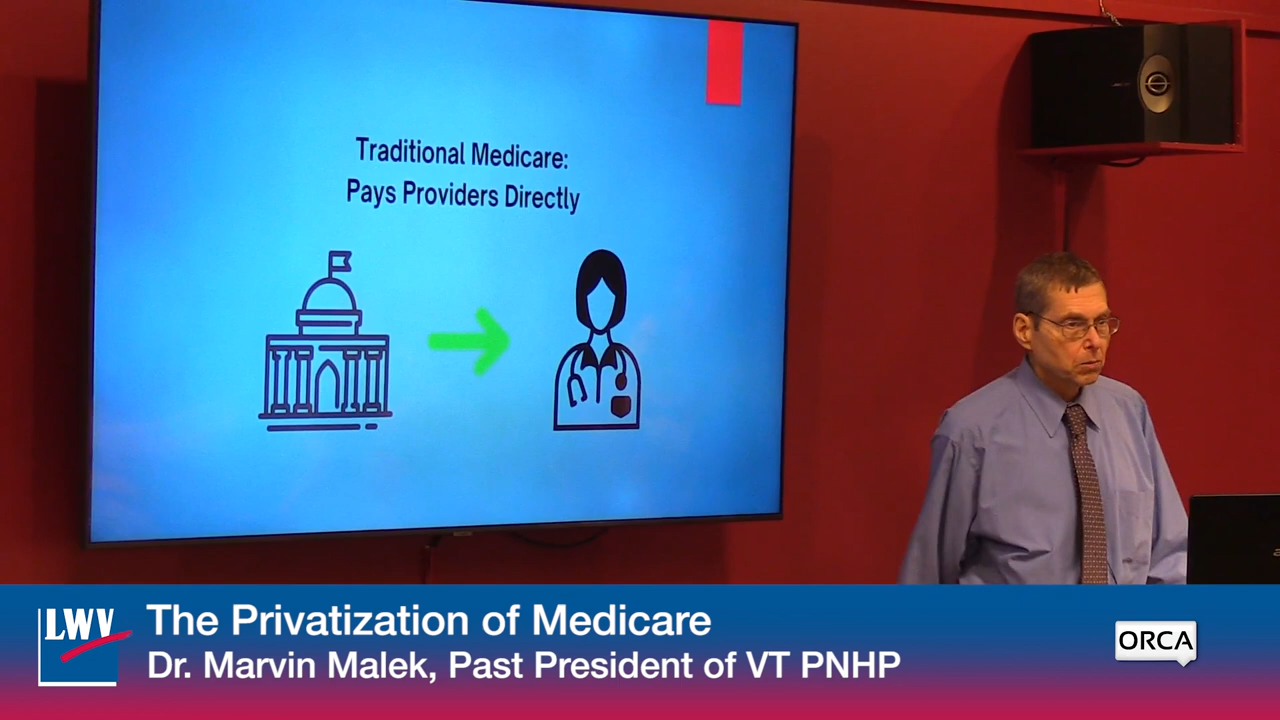 Traditional Medicare:
Pays Providers Directly
LWV
The Privatization of Medicare
Dr. Marvin Malek, Past President of VT PNHP
ORCA